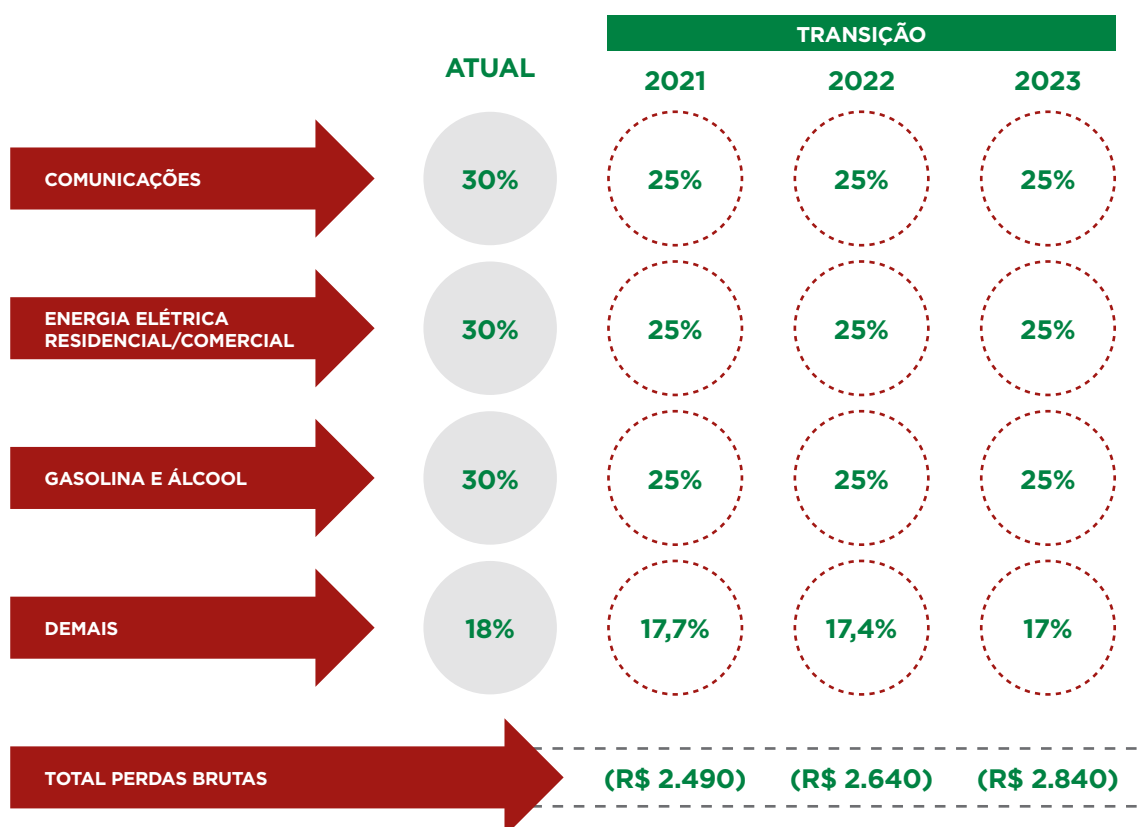 TRANSIÇÃO
ATUAL 2021 2022 2023
COMUNICAÇÕES 30% 25% 25% 25%
ENERGIA ELÉTRICA
RESIDENCIAL/COMERCIAL 30% 25% 25% 25%
GASOLINA E ÁLCOOL 30% 25% 25% 25%
DEMAIS 18% 17,7% 17,4% 17%
TOTAL PERDAS BRUTAS (R$ 2.490) (R$ 2.640) (R$ 2.840)